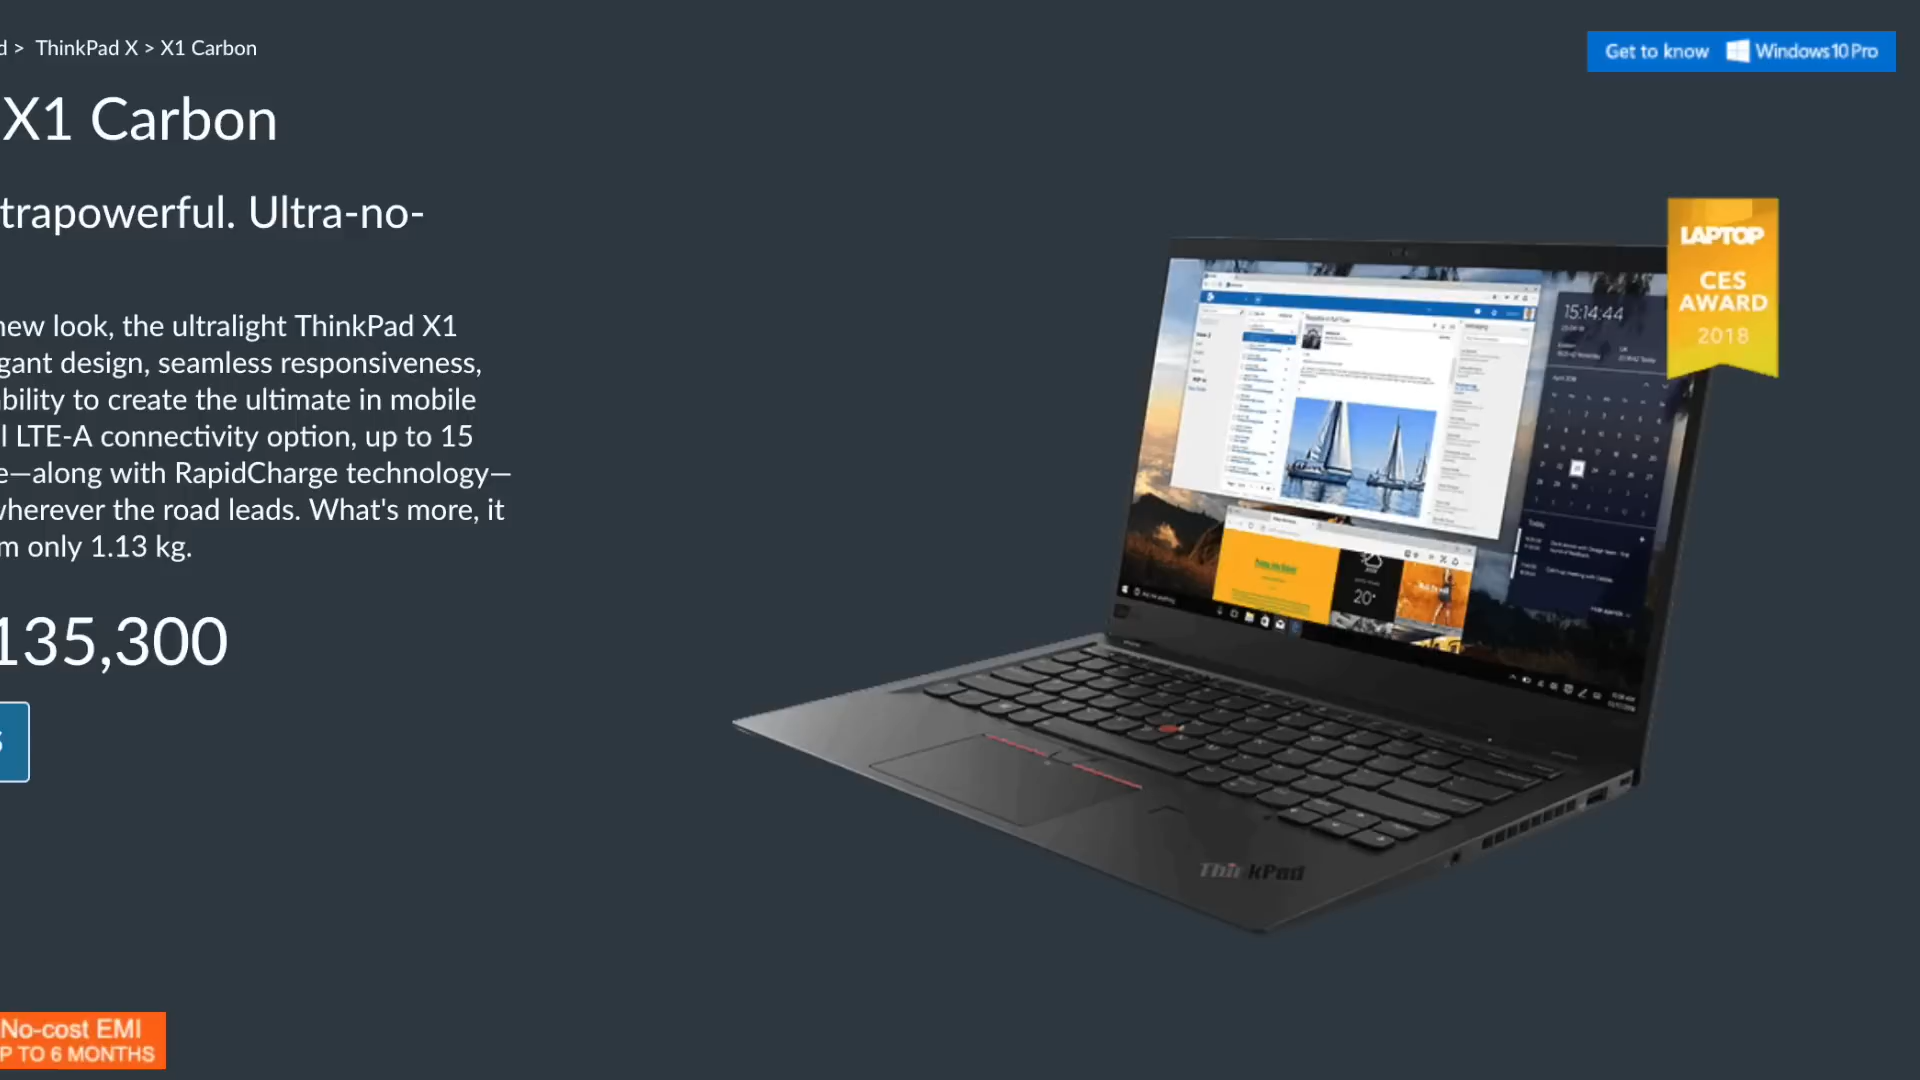 > ThinkPad X > X1 Carbon
Get to know Windows 10 Pro
X1 Carbon
trapowerful. Ultra-no-
LAPTOP
CES
AWARD
2018
new look, the ultralight ThinkPad X1
gant design, seamless responsiveness,
bility to create the ultimate in mobile
l LTE-A connectivity option, up to 15
e—along with RapidCharge technology—
wherever the road leads. What's more, it
m only 1.13 kg.
135,300
15:14:44
April 2018
Today
20°
ThinkPad
No-cost EMI
P TO 6 MONTHS